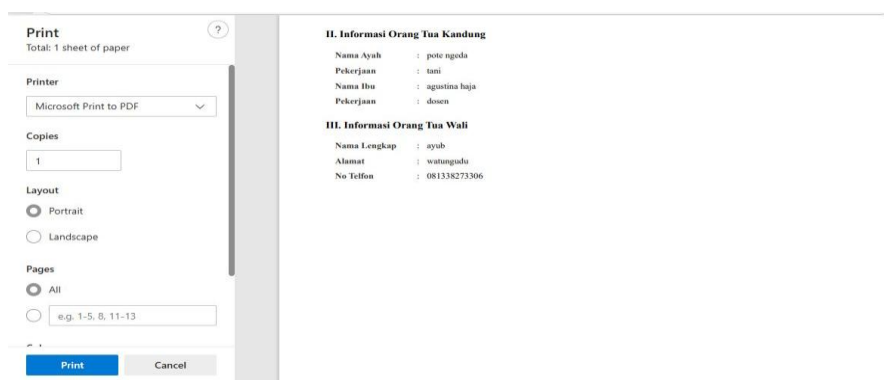 Print
?
Total: 1 sheet of paper
Printer
Microsoft Print to PDF
Copies
1
Layout
Portrait
Landscape
Pages
All
e.g. 1-5, 8, 11-13
Print Cancel
II. Informasi Orang Tua Kandung
Nama Ayah : pote ngeda
Pekerjaan : tani
Nama Ibu : agustina haja
Pekerjaan : dosen
III. Informasi Orang Tua Wali
Nama Lengkap : ayub
Alamat : watungudu
No Telfon : 081338273306